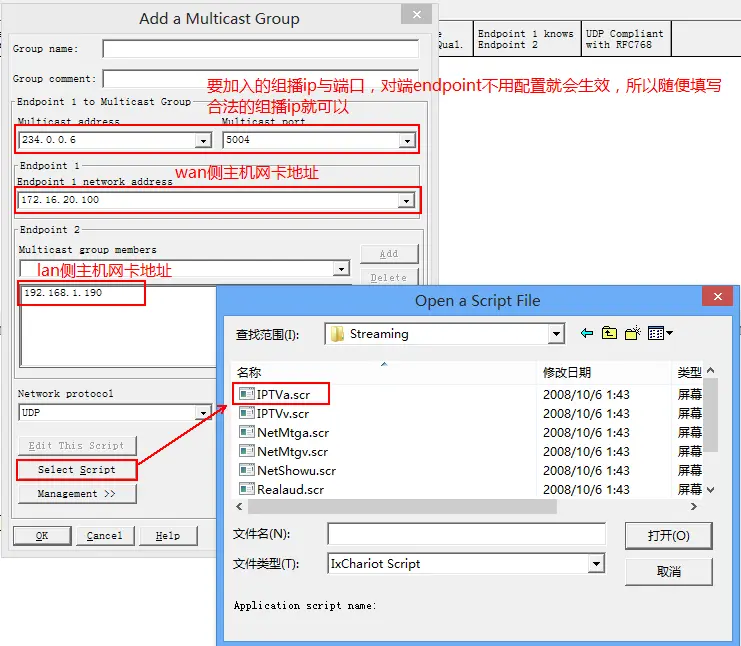 Add a Multicast Group
Group name:
Group comment:
e
Qual.
Endpoint 1 knows
Endpoint 2
UDP Compliant
with RFC768
要加入的组播ip与端口，对端endpoint不用配置就会生效，所以随便填写
合法的组播ip就可以
Endpoint 1 to Multicast Group
Multicast address
Multicast port
234.0.0.6
5004
Endpoint 1
wan侧主机网卡地址
Endpoint 1 network address
172.16.20.100
Endpoint 2
Multicast group members
Add
lan侧主机网卡地址
Delete
192.168.1.190
Network protocol
UDP
Edit This Script
Select Script
Management >>
OK
Cancel
Help
Open a Script File
查找范围(I):
Streaming
名称
修改日期
类型
IPTVa.scr
2008/10/6 1:43
屏幕
IPTVv.scr
2008/10/6 1:43
屏幕
NetMtga.scr
2008/10/6 1:43
屏幕
NetMtgv.scr
2008/10/6 1:43
屏幕
NetShowu.scr
2008/10/6 1:43
屏幕
Realaud.scr
2008/10/6 1:43
屏幕
文件名(N):
打开(O)
文件类型(T):
IxChariot Script
取消
Application script name: